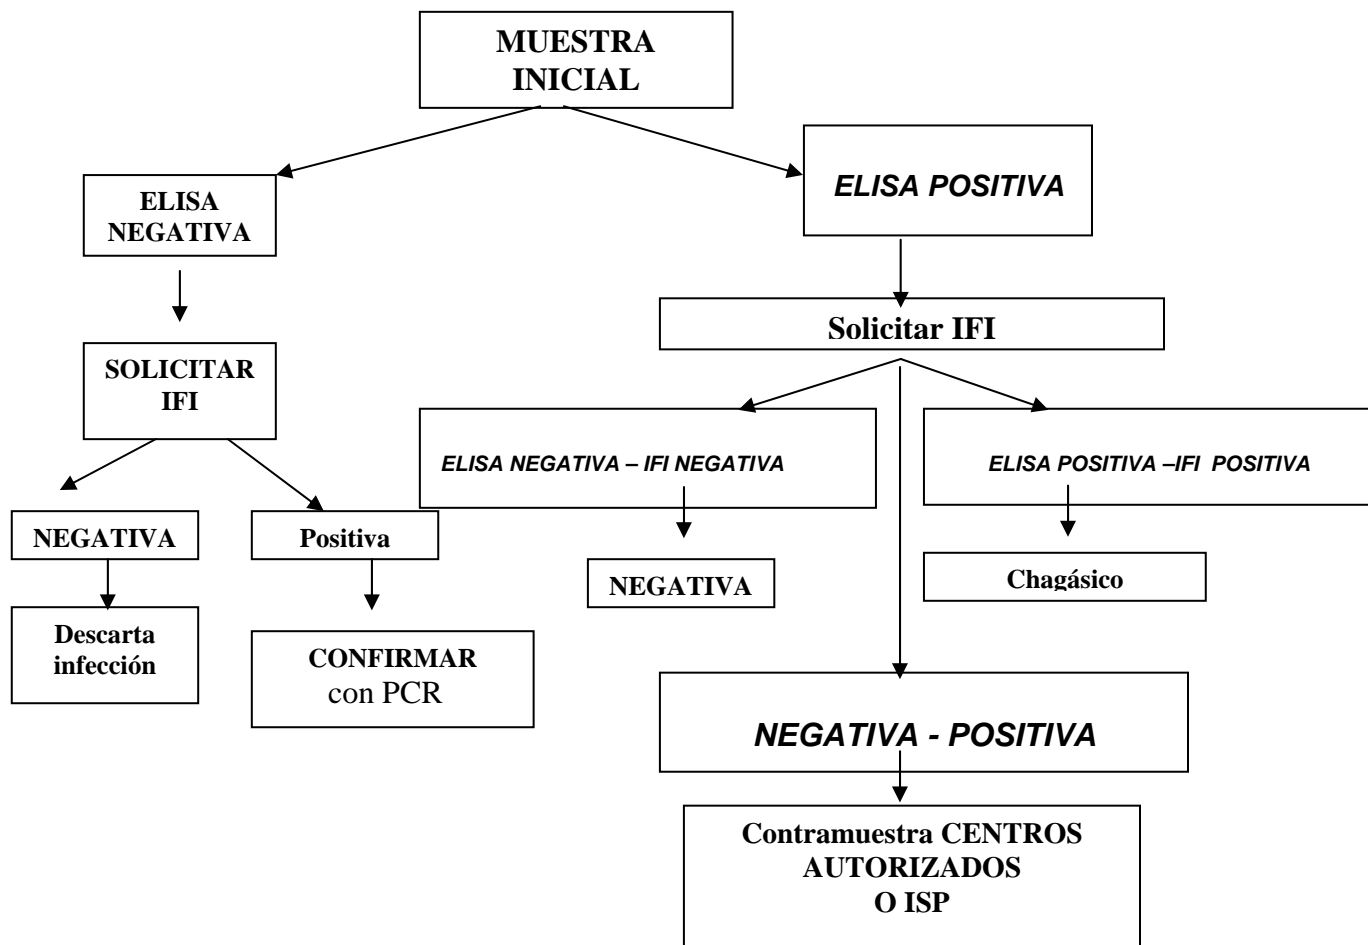 MUESTRA
INICIAL
ELISA POSITIVA
ELISA
NEGATIVA
Solicitar IFI
SOLICITAR
IFI
ELISA NEGATIVA – IFI NEGATIVA
ELISA POSITIVA –IFI POSITIVA
NEGATIVA
Positiva
NEGATIVA
Chagásico
Descarta
infección
CONFIRMAR
con PCR
NEGATIVA - POSITIVA
Contramuestra CENTROS
AUTORIZADOS
O ISP